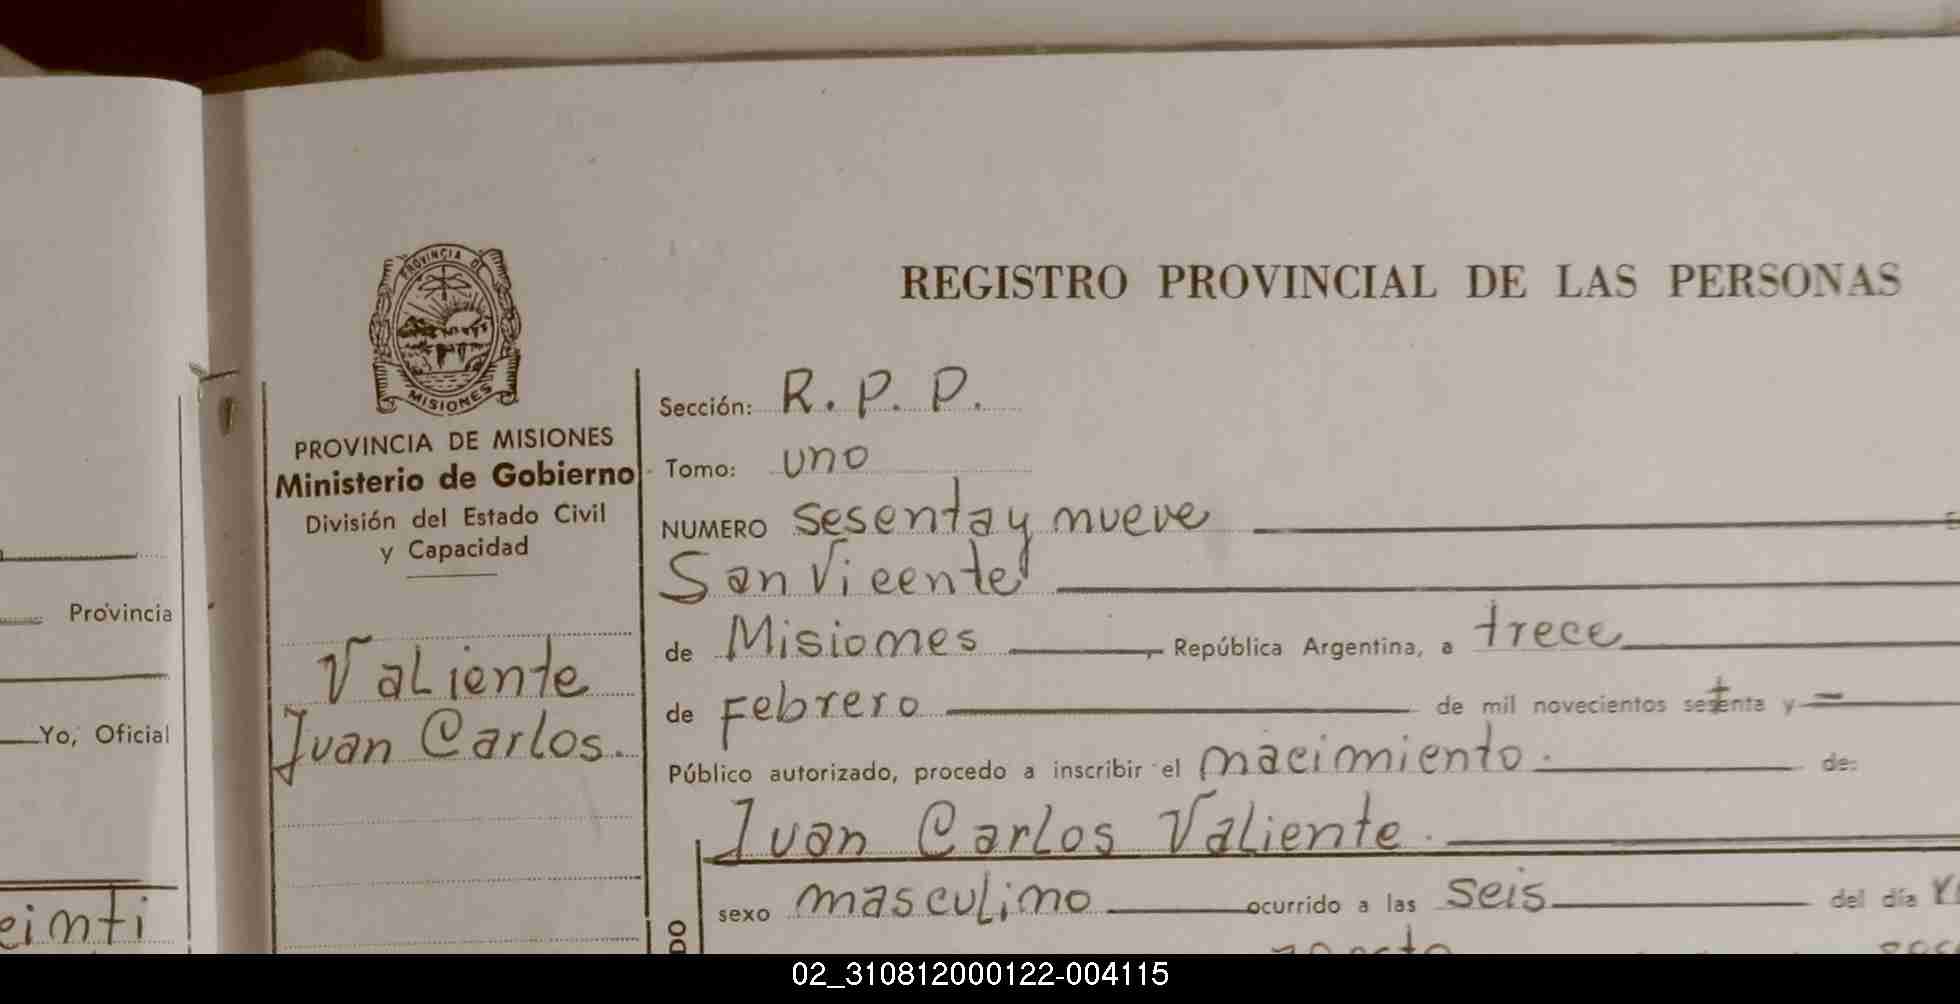 PROVINCIA DE
MISIONES
PROVINCIA DE MISIONES
Ministerio de Gobierno
División del Estado Civil
y Capacidad
Valiente
Juan Carlos.
Provincia
Yo, Oficial
einti
REGISTRO PROVINCIAL DE LAS PERSONAS
Sección: R. P. P.
Tomo: uno
NUMERO sesenta y nueve
San Vicente
de Misiones, República Argentina, a trece
de Febrero de mil novecientos setenta y =
Público autorizado, procedo a inscribir el nacimiento. de:
Juan Carlos Valiente.
sexo masculino ocurrido a las seis del día
DO
02_310812000122-004115